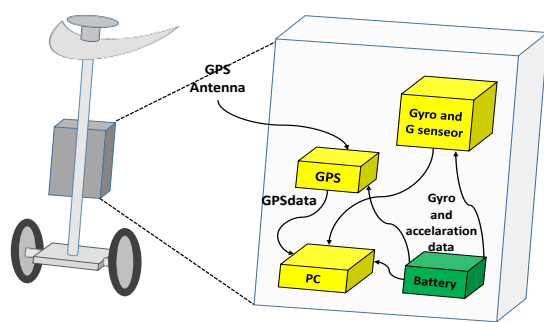 GPS
Antenna
Gyro and
G senseor
GPS
GPSdata
Gyro
and
accelaration
data
PC
Battery